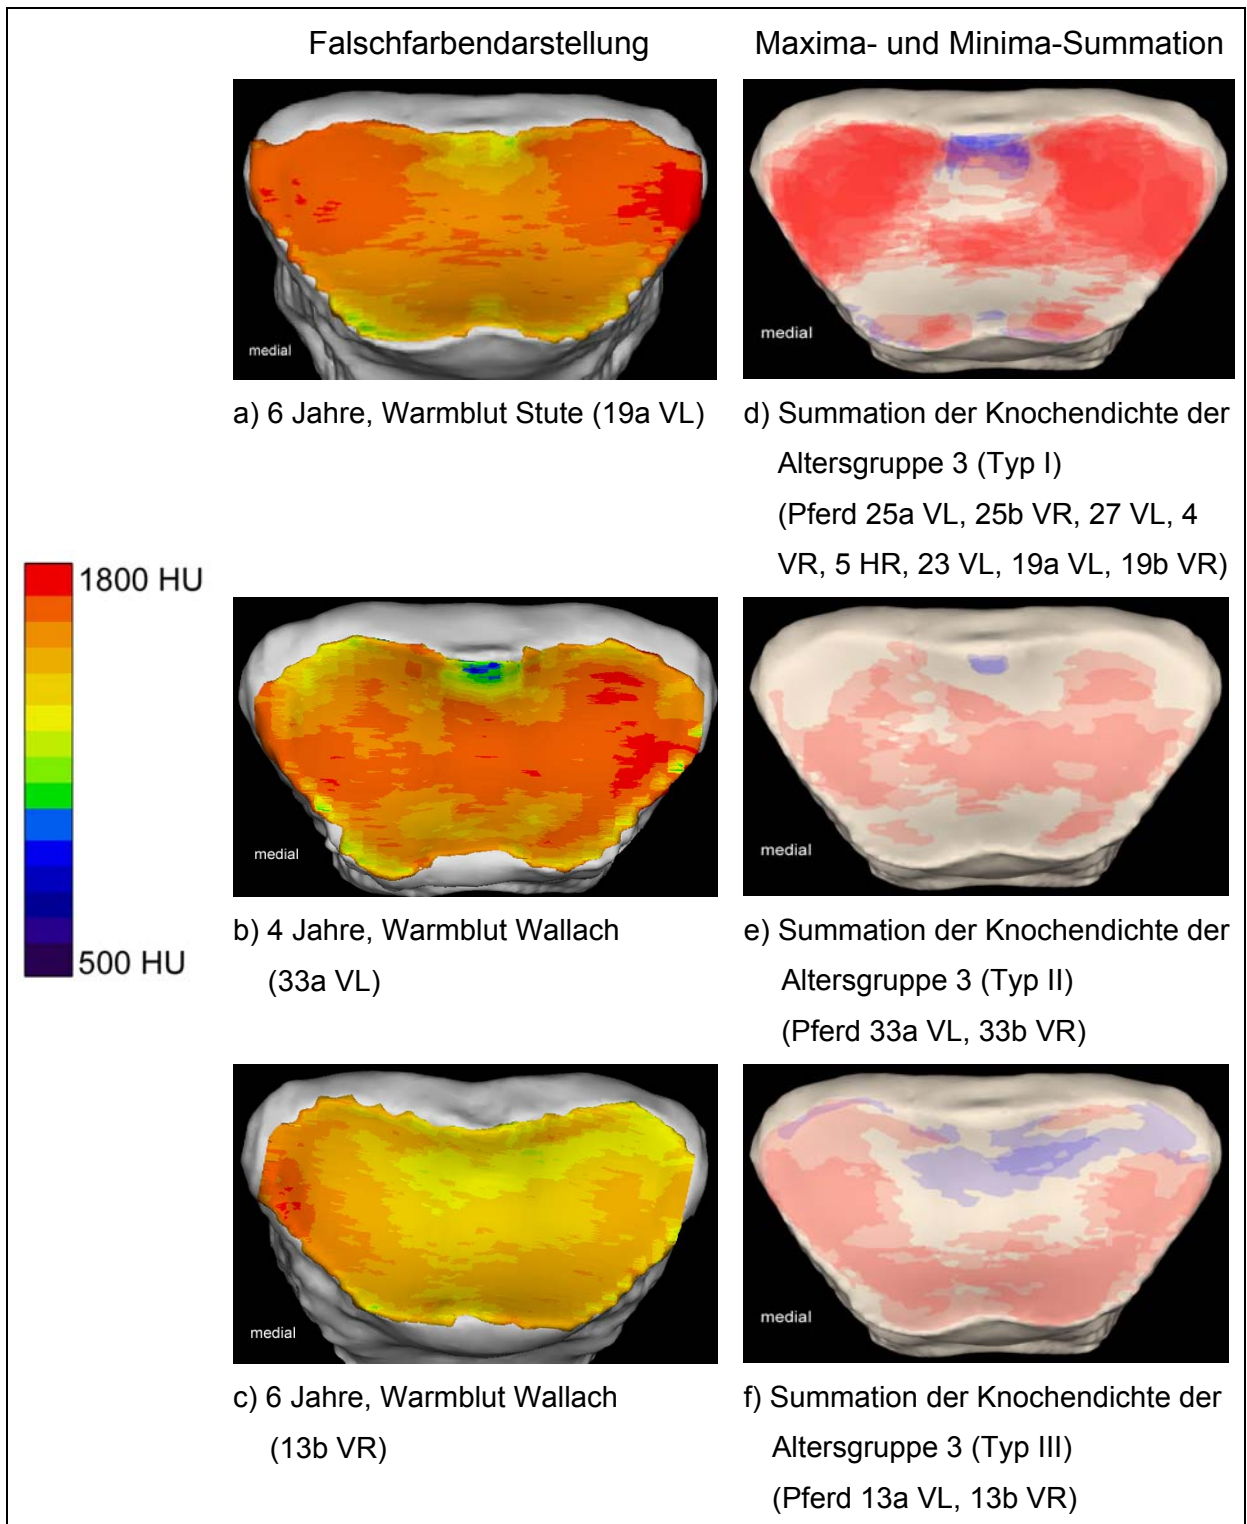 Falschfarbendarstellung
Maxima- und Minima-Summation
medial
medial
a) 6 Jahre, Warmblut Stute (19a VL)
d) Summation der Knochendichte der
Altersgruppe 3 (Typ I)
(Pferd 25a VL, 25b VR, 27 VL, 4
VR, 5 HR, 23 VL, 19a VL, 19b VR)
1800 HU
500 HU
medial
medial
b) 4 Jahre, Warmblut Wallach
(33a VL)
e) Summation der Knochendichte der
Altersgruppe 3 (Typ II)
(Pferd 33a VL, 33b VR)
medial
medial
c) 6 Jahre, Warmblut Wallach
(13b VR)
f) Summation der Knochendichte der
Altersgruppe 3 (Typ III)
(Pferd 13a VL, 13b VR)